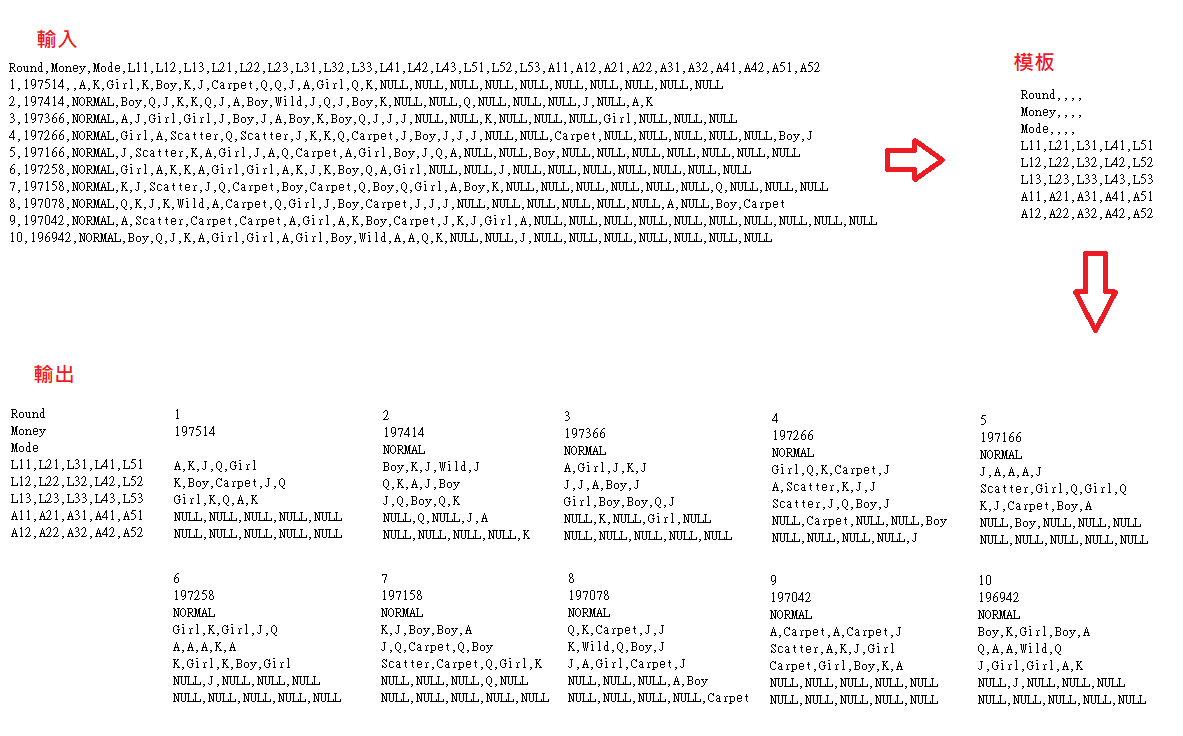 輸入
Round,Money,Mode,L11,L12,L13,L21,L22,L23,L31,L32,L33,L41,L42,L43,L51,L52,L53,A11,A12,A21,A22,A31,A32,A41,A42,A51,A52
1,197514,,A,K,Girl,K,Boy,K,J,Carpet,Q,Q,J,A,Girl,Q,K,NULL,NULL,NULL,NULL,NULL,NULL,NULL,NULL,NULL,NULL
2,197414,NORMAL,Boy,Q,J,K,K,Q,J,A,Boy,Wild,J,Q,J,Boy,K,NULL,NULL,Q,NULL,NULL,NULL,J,NULL,A,K
3,197366,NORMAL,A,J,Girl,Girl,J,Boy,J,A,Boy,K,Boy,Q,J,J,J,NULL,NULL,K,NULL,NULL,NULL,Girl,NULL,NULL,NULL
4,197266,NORMAL,Girl,A,Scatter,Q,Scatter,J,K,K,Q,Carpet,J,Boy,J,J,J,NULL,NULL,Carpet,NULL,NULL,NULL,NULL,NULL,Boy,J
5,197166,NORMAL,J,Scatter,K,A,Girl,J,A,Q,Carpet,A,Girl,Boy,J,Q,A,NULL,NULL,Boy,NULL,NULL,NULL,NULL,NULL,NULL,NULL
6,197258,NORMAL,Girl,A,K,K,A,Girl,Girl,A,K,J,K,Boy,Q,A,Girl,NULL,NULL,J,NULL,NULL,NULL,NULL,NULL,NULL,NULL
7,197158,NORMAL,K,J,Scatter,J,Q,Carpet,Boy,Carpet,Q,Boy,Q,Girl,A,Boy,K,NULL,NULL,NULL,NULL,NULL,NULL,Q,NULL,NULL,NULL
8,197078,NORMAL,Q,K,J,K,Wild,A,Carpet,Q,Girl,J,Boy,Carpet,J,J,J,NULL,NULL,NULL,NULL,NULL,NULL,A,NULL,Boy,Carpet
9,197042,NORMAL,A,Scatter,Carpet,Carpet,A,Girl,A,K,Boy,Carpet,J,K,J,Girl,A,NULL,NULL,NULL,NULL,NULL,NULL,NULL,NULL,NULL,NULL
10,196942,NORMAL,Boy,Q,J,K,A,Girl,Girl,A,Girl,Boy,Wild,A,A,Q,K,NULL,NULL,J,NULL,NULL,NULL,NULL,NULL,NULL,NULL
模板
Round,,,,
Money,,,,
Mode,,,,
L11,L21,L31,L41,L51
L12,L22,L32,L42,L52
L13,L23,L33,L43,L53
A11,A21,A31,A41,A51
A12,A22,A32,A42,A52
輸出
Round
Money
Mode
L11,L21,L31,L41,L51
L12,L22,L32,L42,L52
L13,L23,L33,L43,L53
A11,A21,A31,A41,A51
A12,A22,A32,A42,A52
1
197514
A,K,J,Q,Girl
K,Boy,Carpet,J,Q
Girl,K,Q,A,K
NULL,NULL,NULL,NULL,NULL
NULL,NULL,NULL,NULL,NULL
2
197414
NORMAL
Boy,K,J,Wild,J
Q,K,A,J,Boy
J,Q,Boy,Q,K
NULL,Q,NULL,J,A
NULL,NULL,NULL,NULL,K
3
197366
NORMAL
A,Girl,J,K,J
J,J,A,Boy,J
Girl,Boy,Boy,Q,J
NULL,K,NULL,Girl,NULL
NULL,NULL,NULL,NULL,NULL
4
197266
NORMAL
Girl,Q,K,Carpet,J
A,Scatter,K,J,J
Scatter,J,Q,Boy,J
NULL,Carpet,NULL,NULL,Boy
NULL,NULL,NULL,NULL,J
5
197166
NORMAL
J,A,A,A,J
Scatter,Girl,Q,Girl,Q
K,J,Carpet,Boy,A
NULL,Boy,NULL,NULL,NULL
NULL,NULL,NULL,NULL,NULL
6
197258
NORMAL
Girl,K,Girl,J,Q
A,A,A,K,A
K,Girl,K,Boy,Girl
NULL,J,NULL,NULL,NULL
NULL,NULL,NULL,NULL,NULL
7
197158
NORMAL
K,J,Boy,Boy,A
J,Q,Carpet,Q,Boy
Scatter,Carpet,Q,Girl,K
NULL,NULL,NULL,Q,NULL
NULL,NULL,NULL,NULL,NULL
8
197078
NORMAL
Q,K,Carpet,J,J
K,Wild,Q,Boy,J
J,A,Girl,Carpet,J
NULL,NULL,NULL,A,Boy
NULL,NULL,NULL,NULL,Carpet
9
197042
NORMAL
A,Carpet,A,Carpet,J
Scatter,A,K,J,Girl
Carpet,Girl,Boy,K,A
NULL,NULL,NULL,NULL,NULL
NULL,NULL,NULL,NULL,NULL
10
196942
NORMAL
Boy,K,Girl,Boy,A
Q,A,A,Wild,Q
J,Girl,Girl,A,K
NULL,J,NULL,NULL,NULL
NULL,NULL,NULL,NULL,NULL